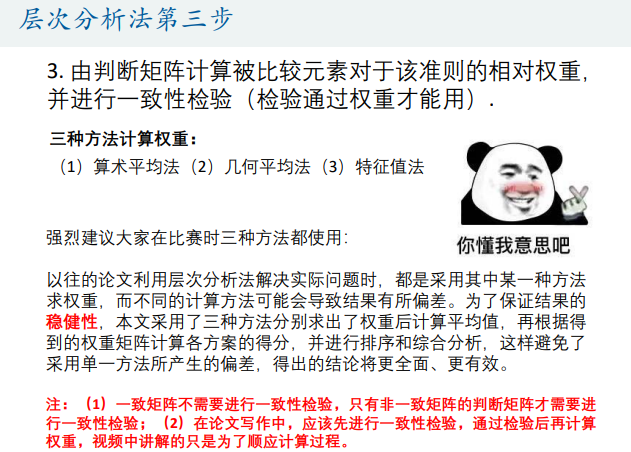 层次分析法第三步
3. 由判断矩阵计算被比较元素对于该准则的相对权重，
并进行一致性检验（检验通过权重才能用）.
三种方法计算权重：
（1）算术平均法（2）几何平均法（3）特征值法
强烈建议大家在比赛时三种方法都使用：
你懂我意思吧
以往的论文利用层次分析法解决实际问题时，都是采用其中某一种方法
求权重，而不同的计算方法可能会导致结果有所偏差。为了保证结果的
稳健性，本文采用了三种方法分别求出了权重后计算平均值，再根据得
到的权重矩阵计算各方案的得分，并进行排序和综合分析，这样避免了
采用单一方法所产生的偏差，得出的结论将更全面、更有效。
注：（1）一致矩阵不需要进行一致性检验，只有非一致矩阵的判断矩阵才需要进
行一致性检验；（2）在论文写作中，应该先进行一致性检验，通过检验后再计算
权重，视频中讲解的只是为了顺应计算过程。